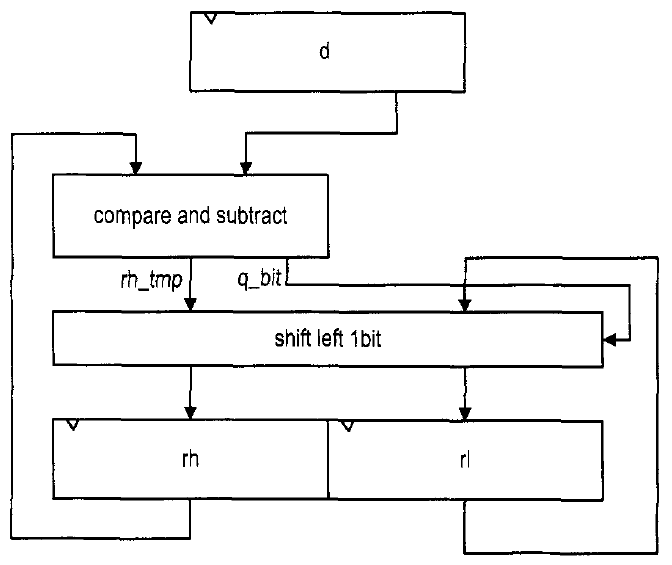 d
compare and subtract
rh_tmp q_bit
shift left 1bit
rh rl